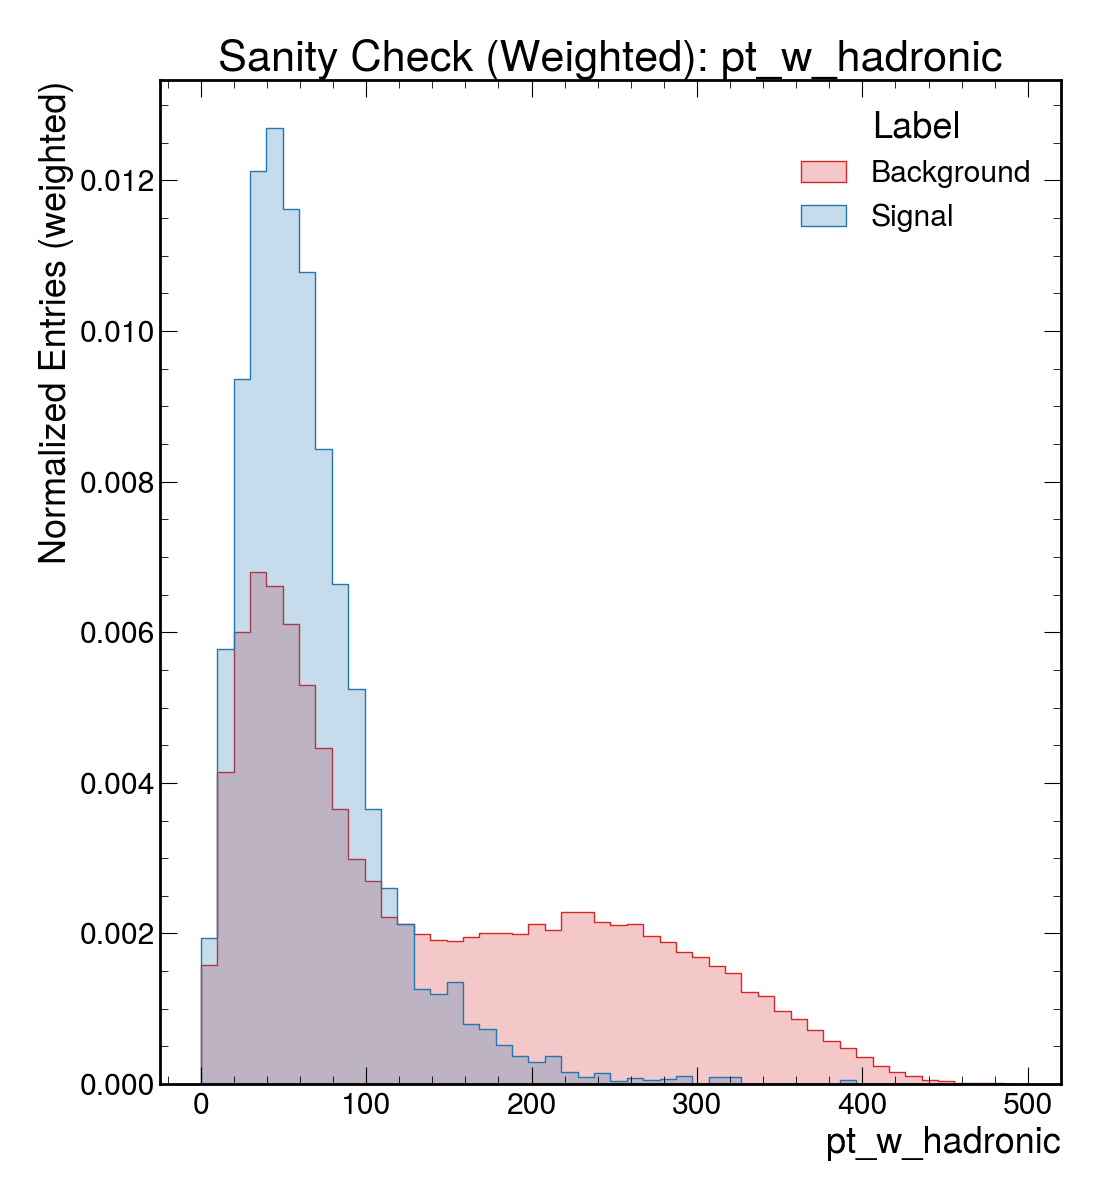 Sanity Check (Weighted): pt_w_hadronic
Normalized Entries (weighted)
Label
Background
Signal
0.012
0.010
0.008
0.006
0.004
0.002
0.000
0 100 200 300 400 500
pt_w_hadronic